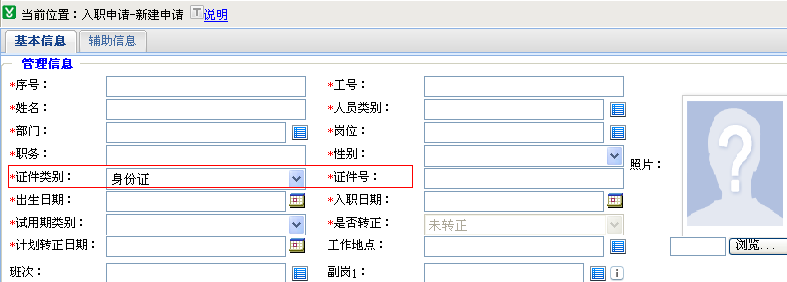 当前位置：入职申请-新建申请 T说明
基本信息 辅助信息
管理信息
*序号： *工号：
*姓名： *人员类别：
*部门： *岗位：
*职务： *性别：
照片：
*证件类别： 身份证 *证件号：
*出生日期： *入职日期：
*试用期类别： *是否转正： 未转正
*计划转正日期： 工作地点： 浏览...
班次： 副岗1：